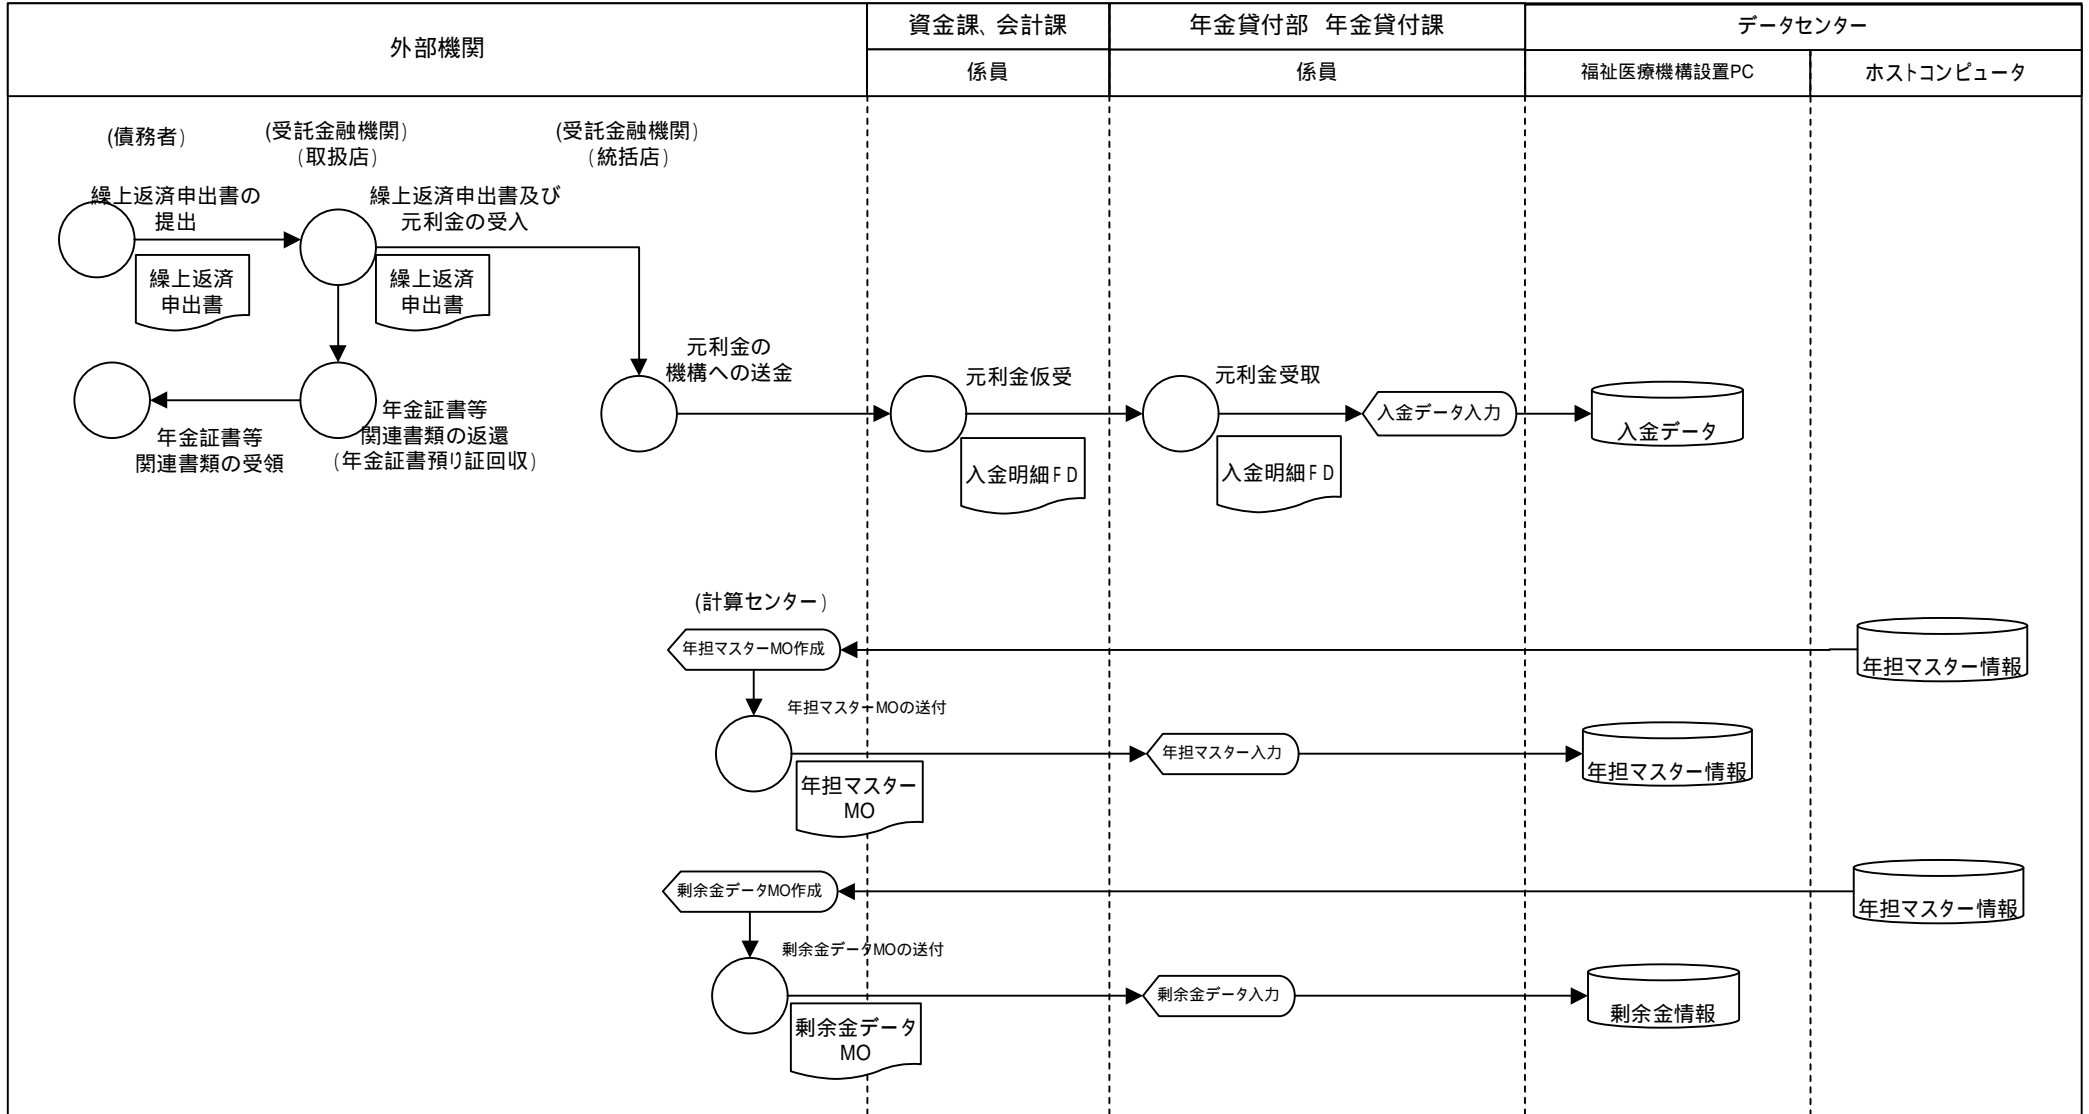 外部機関
資金課、会計課
年金貸付部 年金貸付課
データセンター
係員
係員
福祉医療機構設置PC
ホストコンピュータ
(債務者)
(受託金融機関)
(取扱店)
(受託金融機関)
(統括店)
繰上返済申出書の
提出
繰上返済申出書及び
元利金の受入
繰上返済
申出書
繰上返済
申出書
元利金の
機構への送金
元利金仮受
元利金受取
入金データ入力
入金データ
年金証書等
関連書類の受領
年金証書等
関連書類の返還
(年金証書預り証回収)
入金明細FD
入金明細FD
(計算センター)
年担マスターMO作成
年担マスター情報
年担マスターMOの送付
年担マスター入力
年担マスター情報
年担マスター
MO
剰余金データMO作成
年担マスター情報
剰余金データMOの送付
剰余金データ入力
剰余金情報
剰余金データ
MO